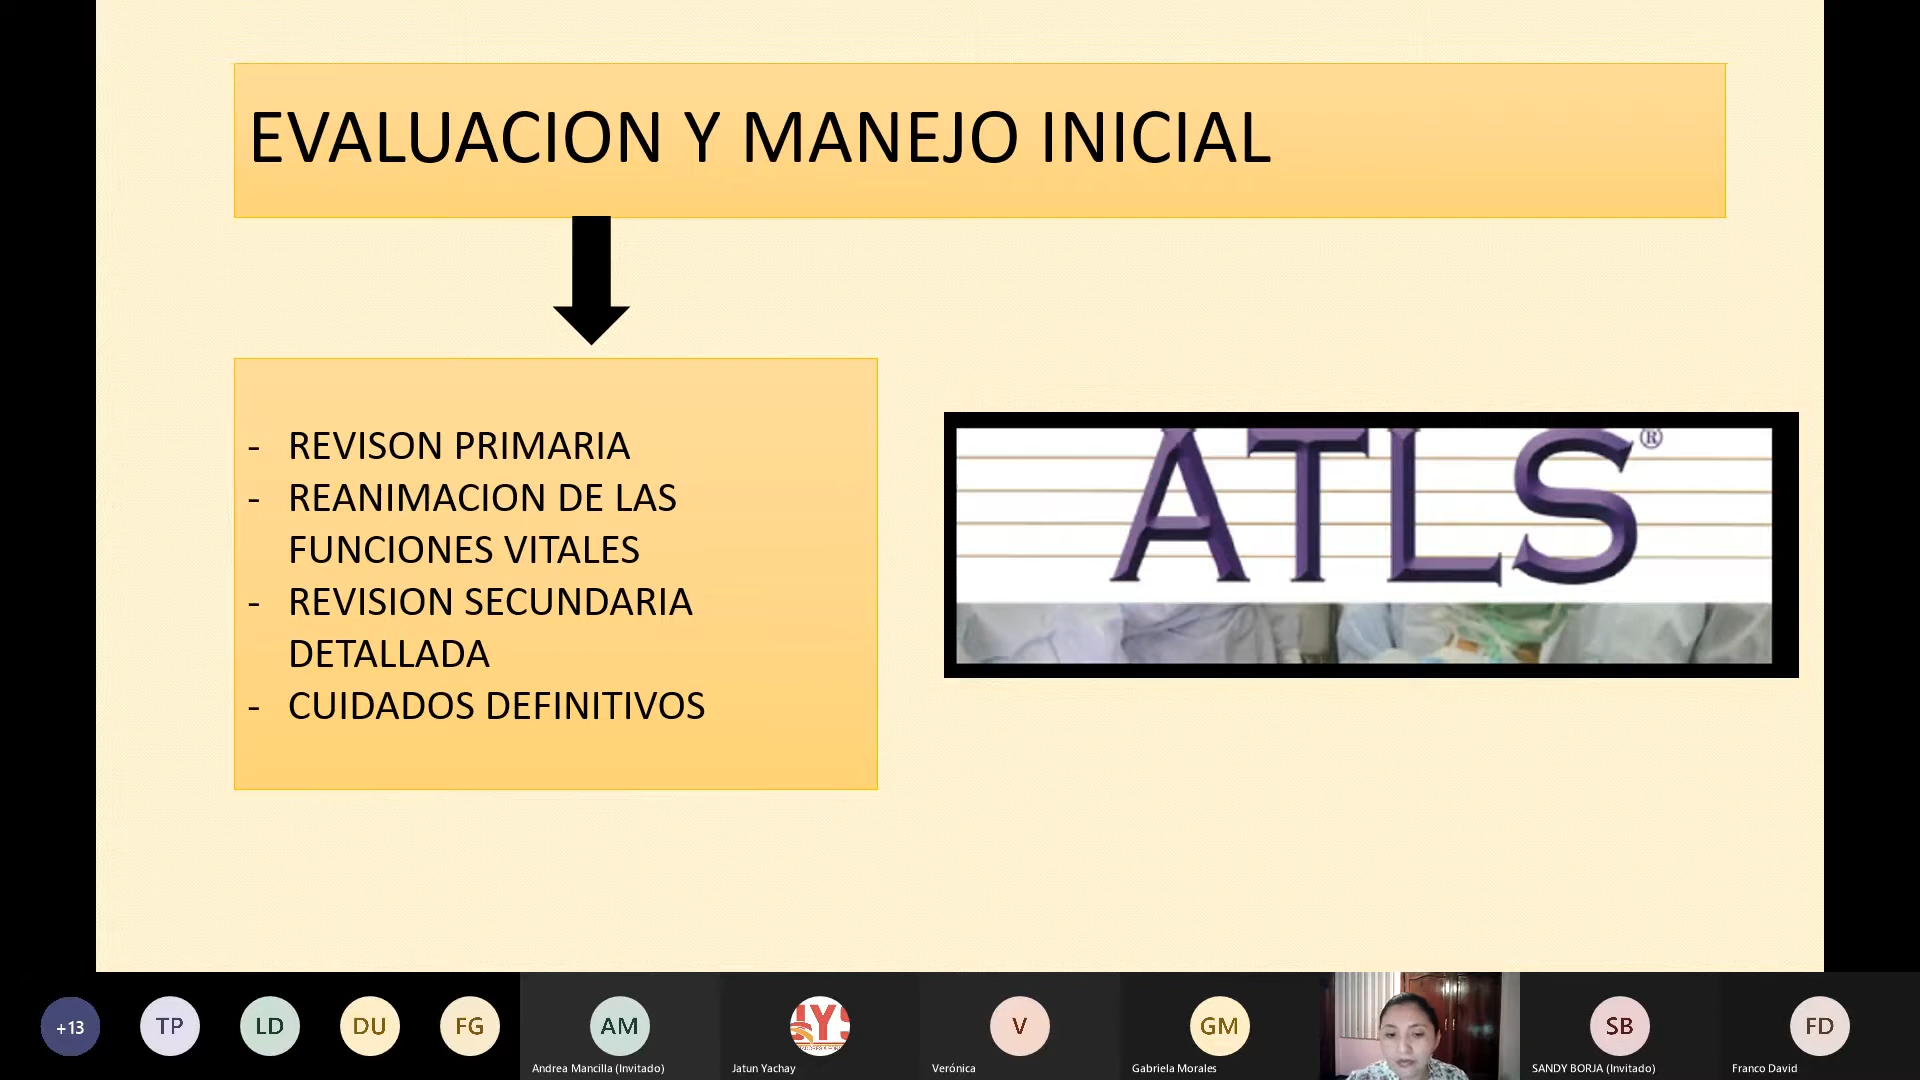 EVALUACION Y MANEJO INICIAL
- REVISON PRIMARIA
- REANIMACION DE LAS
FUNCIONES VITALES
- REVISION SECUNDARIA
DETALLADA
- CUIDADOS DEFINITIVOS
ATLS®
+13
TP
LD
DU
FG
AM
V
GM
SB
FD
Andrea Mancilla (Invitado)
Jatun Yachay
Verónica
Gabriela Morales
SANDY BORJA (Invitado)
Franco David